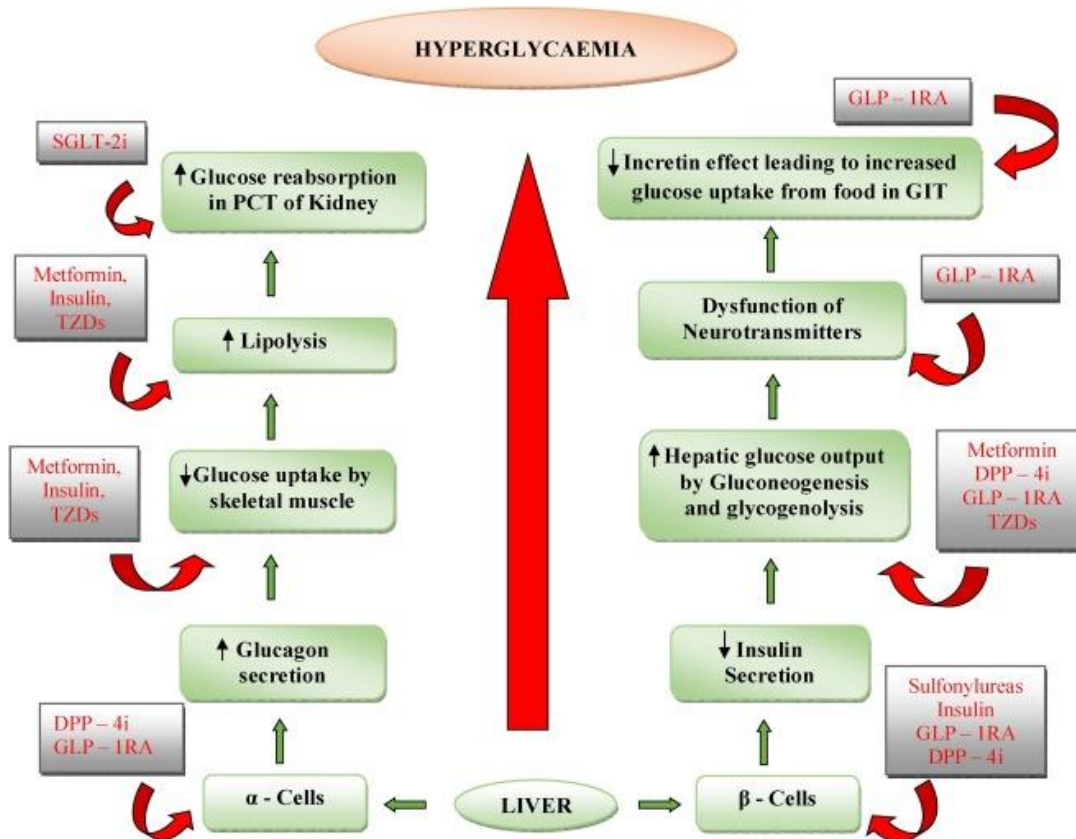 HYPERGLYCAEMIA
SGLT-2i
↑ Glucose reabsorption
in PCT of Kidney
Metformin,
Insulin,
TZDs
↑ Lipolysis
Metformin,
Insulin,
TZDs
↓ Glucose uptake by
skeletal muscle
↑ Glucagon
secretion
DPP – 4i
GLP – 1RA
α - Cells
LIVER
β - Cells
GLP – 1RA
↓ Incretin effect leading to increased
glucose uptake from food in GIT
GLP – 1RA
Dysfunction of
Neurotransmitters
↑ Hepatic glucose output
by Gluconeogenesis
and glycogenolysis
Metformin
DPP – 4i
GLP – 1RA
TZDs
↓ Insulin
Secretion
Sulfonylureas
Insulin
GLP – 1RA
DPP – 4i